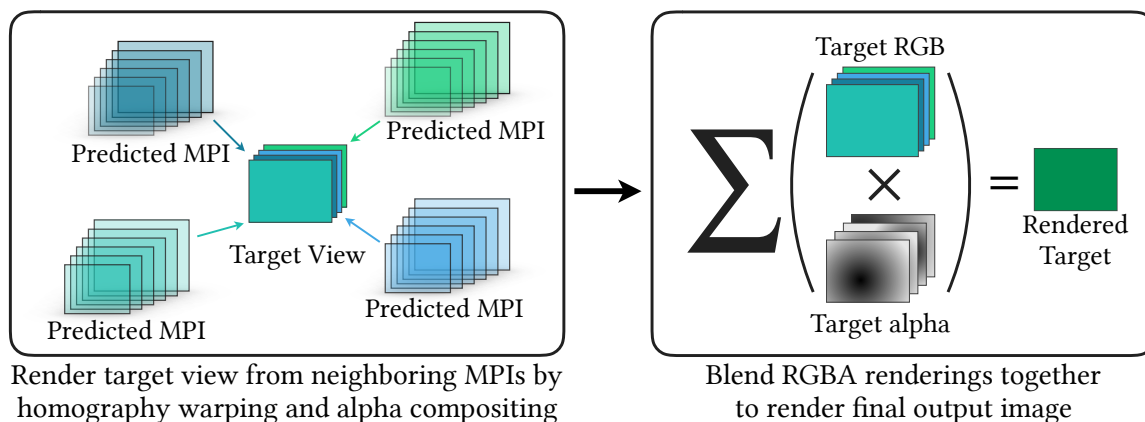 Predicted MPI
Predicted MPI
Target View
Predicted MPI
Predicted MPI
Render target view from neighboring MPIs by
homography warping and alpha compositing
Target RGB
∑
×
=
Rendered
Target
Target alpha
Blend RGBA renderings together
to render final output image